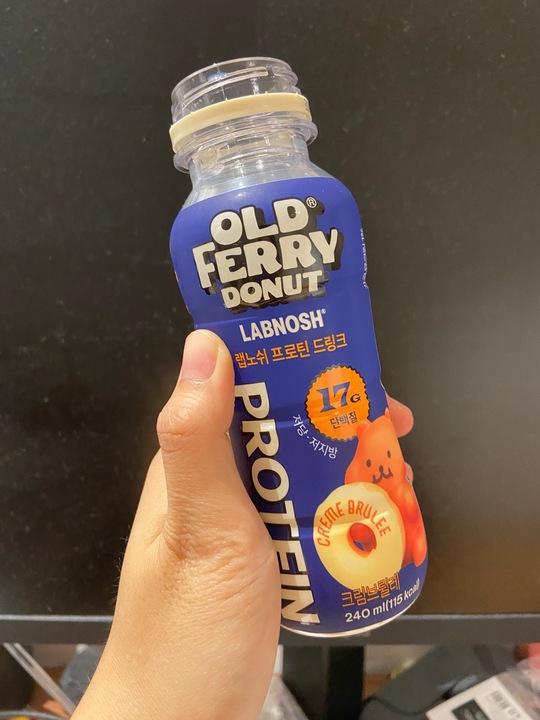 OLD®
FERRY
DONUT
LABNOSH®
랩노쉬 프로틴 드링크
17G
단백질
저당·저지방
PROTEIN
CREME BRULEE
크림브륄레
240 ml(115 kcal)